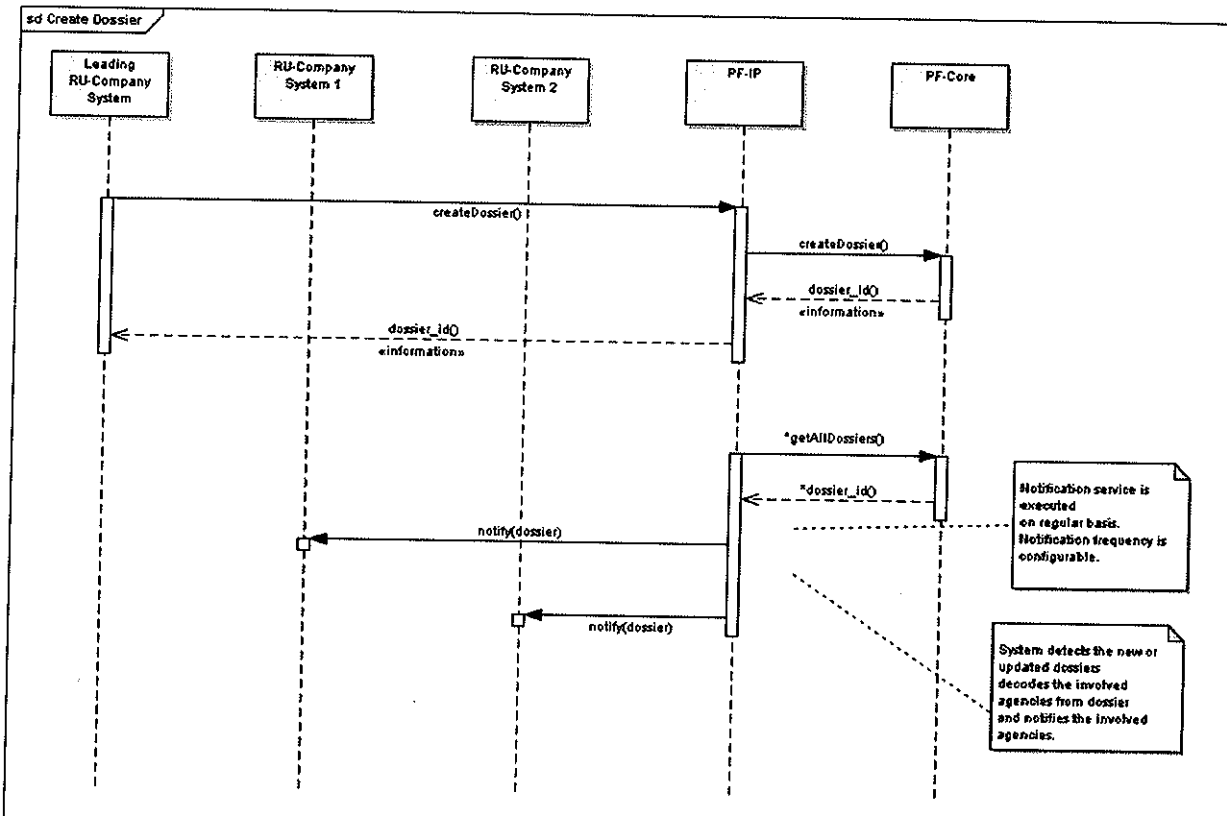 sd Create Dossier
Leading
RU-Company
System
RU-Company
System 1
RU-Company
System 2
PF-IP
PF-Core
createDossier()
createDossier()
dossier_id()
«information»
dossier_id()
«information»
*getAllDossiers()
*dossier_id()
notify(dossier)
notify(dossier)
Notification service is
executed
on regular basis.
Notification frequency is
configurable.
System detects the new or
updated dossiers
decodes the involved
agencies from dossier
and notifies the involved
agencies.